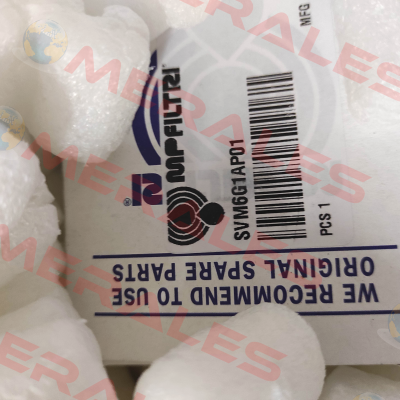 MERALES
MERALES
MERALES
MPFILTRI®
SVM6G1AP01
PCS 1
MFG
WE RECOMMEND TO USE
ORIGINAL SPARE PARTS